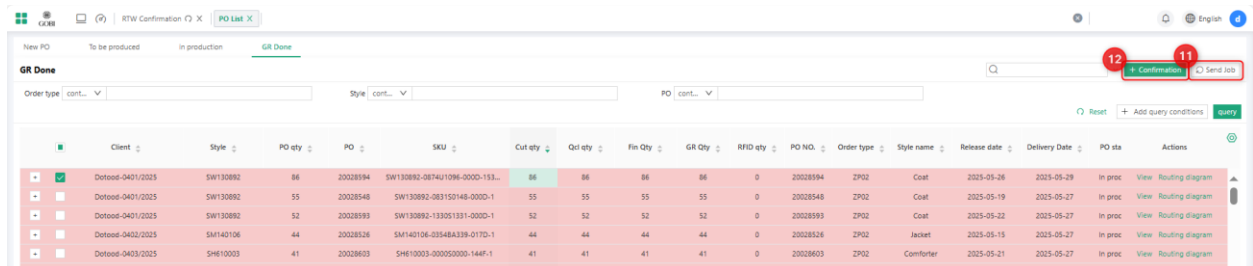 GOBI RTW Confirmation X PO List X English d
New PO To be produced In production GR Done
GR Done 12 + Confirmation 11 Send Job
Order type cont... Style cont... PO cont...
Reset + Add query conditions query
Client Style PO qty PO SKU Cut qty Qcl qty Fin Qty GR Qty RFID qty PO NO. Order type Style name Release date Delivery Date PO sta Actions
+ Dotood-0401/2025 SW130892 86 20028594 SW130892-0874U1096-000D-153... 86 86 86 86 0 20028594 ZP02 Coat 2025-05-26 2025-05-29 In proc View Routing diagram
+ Dotood-0401/2025 SW130892 55 20028548 SW130892-0831S0148-000D-1 55 55 55 55 0 20028548 ZP02 Coat 2025-05-19 2025-05-27 In proc View Routing diagram
+ Dotood-0401/2025 SW130892 52 20028593 SW130892-1330S1331-000D-1 52 52 52 52 0 20028593 ZP02 Coat 2025-05-22 2025-05-27 In proc View Routing diagram
+ Dotood-0402/2025 SM140106 44 20028526 SM140106-0354BA339-017D-1 44 44 44 44 0 20028526 ZP02 Jacket 2025-05-15 2025-05-27 In proc View Routing diagram
+ Dotood-0403/2025 SH610003 41 20028603 SH610003-0000S0000-144F-1 41 41 41 41 0 20028603 ZP02 Comforter 2025-05-21 2025-05-27 In proc View Routing diagram